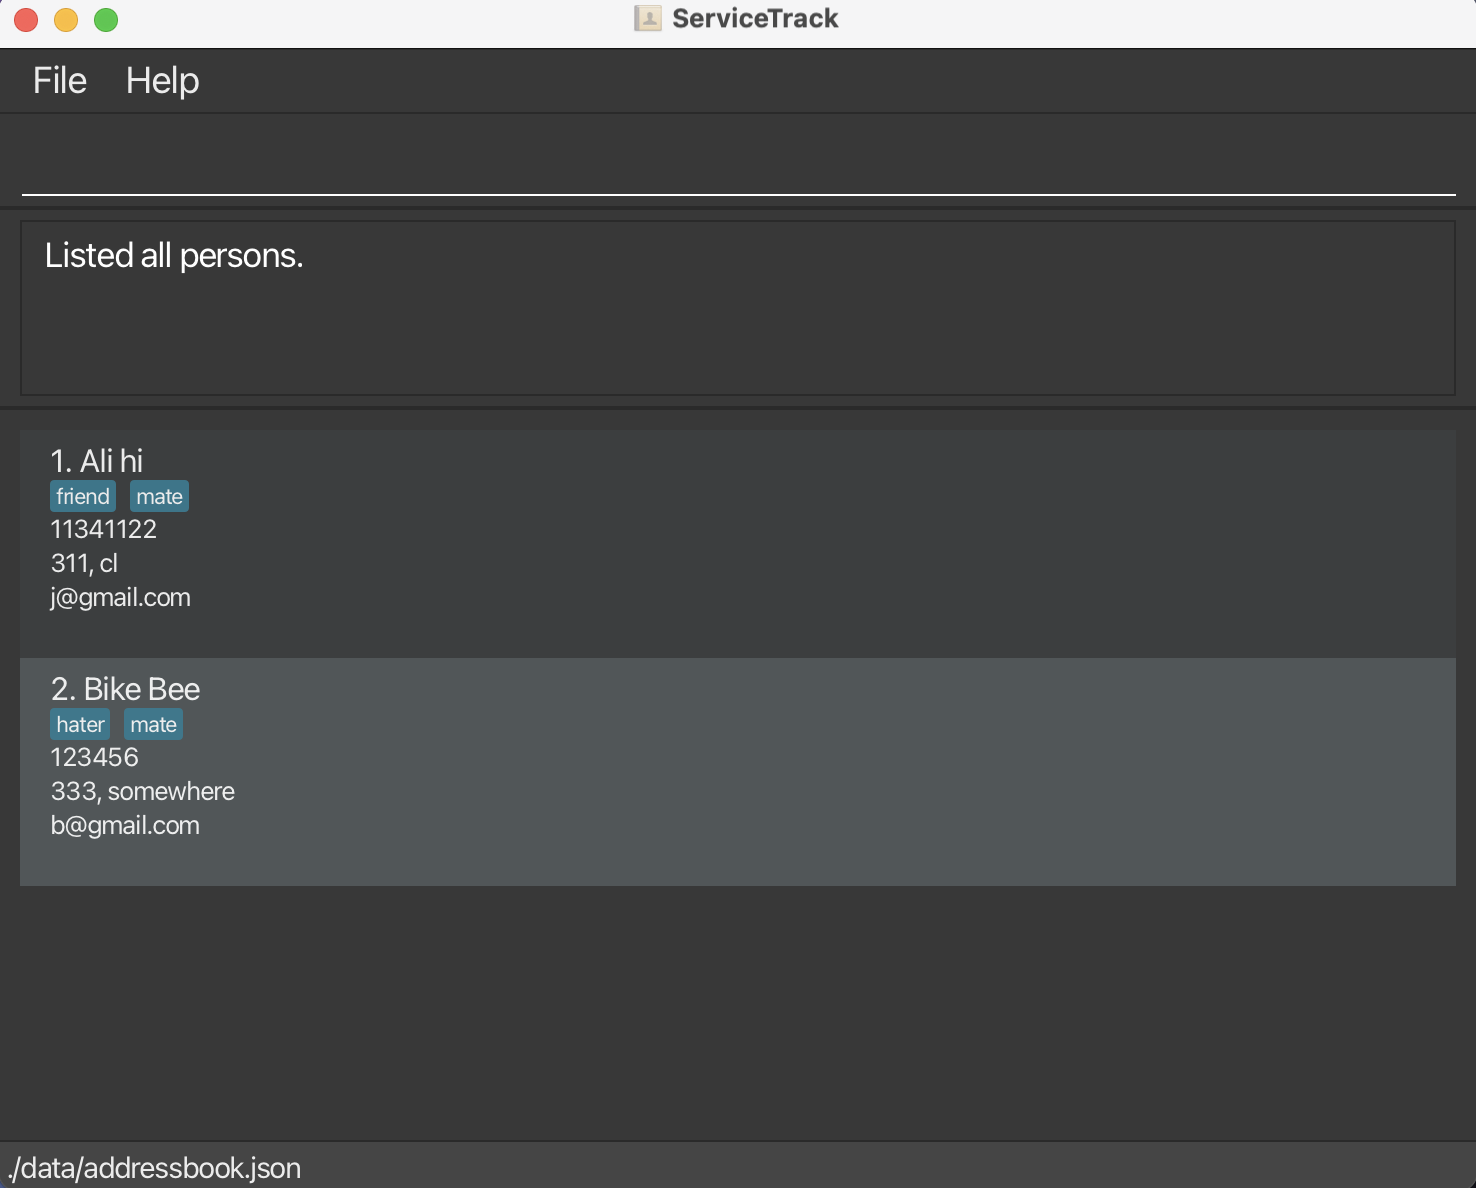 ServiceTrack
File Help
Listed all persons.
1. Ali hi
friend mate
11341122
311, cl
j@gmail.com
2. Bike Bee
hater mate
123456
333, somewhere
b@gmail.com
./data/addressbook.json